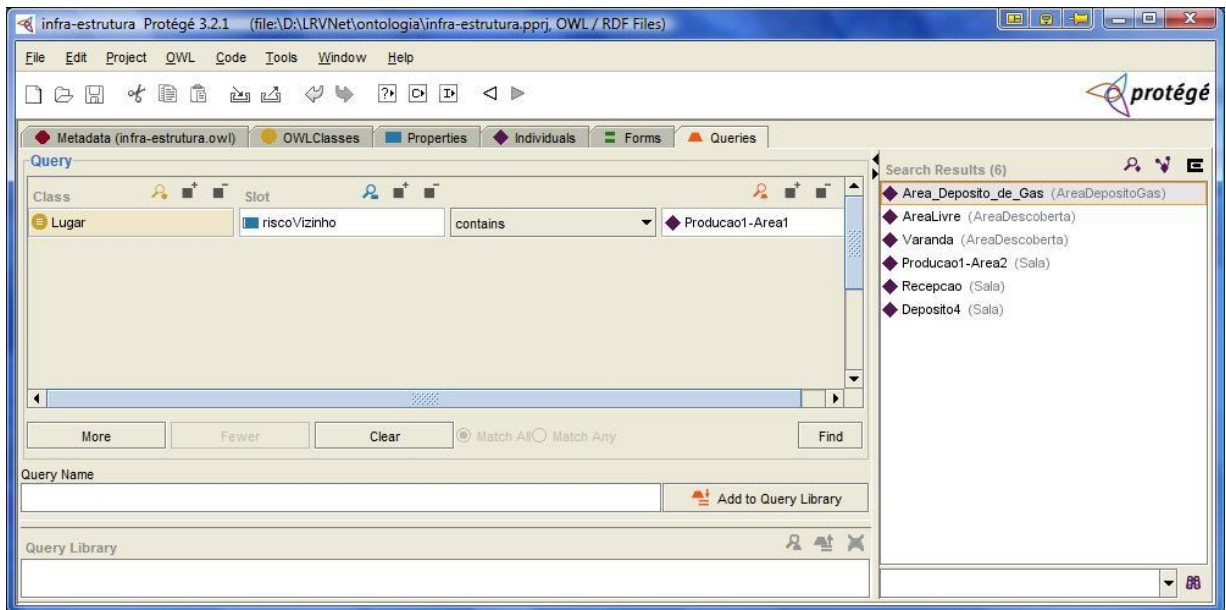 infra-estrutura Protégé 3.2.1 (file:\D:\LRVNet\ontologia\infra-estrutura.pprj, OWL / RDF Files)
File Edit Project OWL Code Tools Window Help
protégé
Metadata (infra-estrutura.owl) OWLClasses Properties Individuals Forms Queries
Query
Class Slot
Lugar riscoVizinho contains Producao1-Area1
More Fewer Clear Match All Match Any Find
Query Name
Add to Query Library
Query Library
Search Results (6)
Area_Deposito_de_Gas (AreaDepositoGas)
AreaLivre (AreaDescoberta)
Varanda (AreaDescoberta)
Producao1-Area2 (Sala)
Recepcao (Sala)
Deposito4 (Sala)